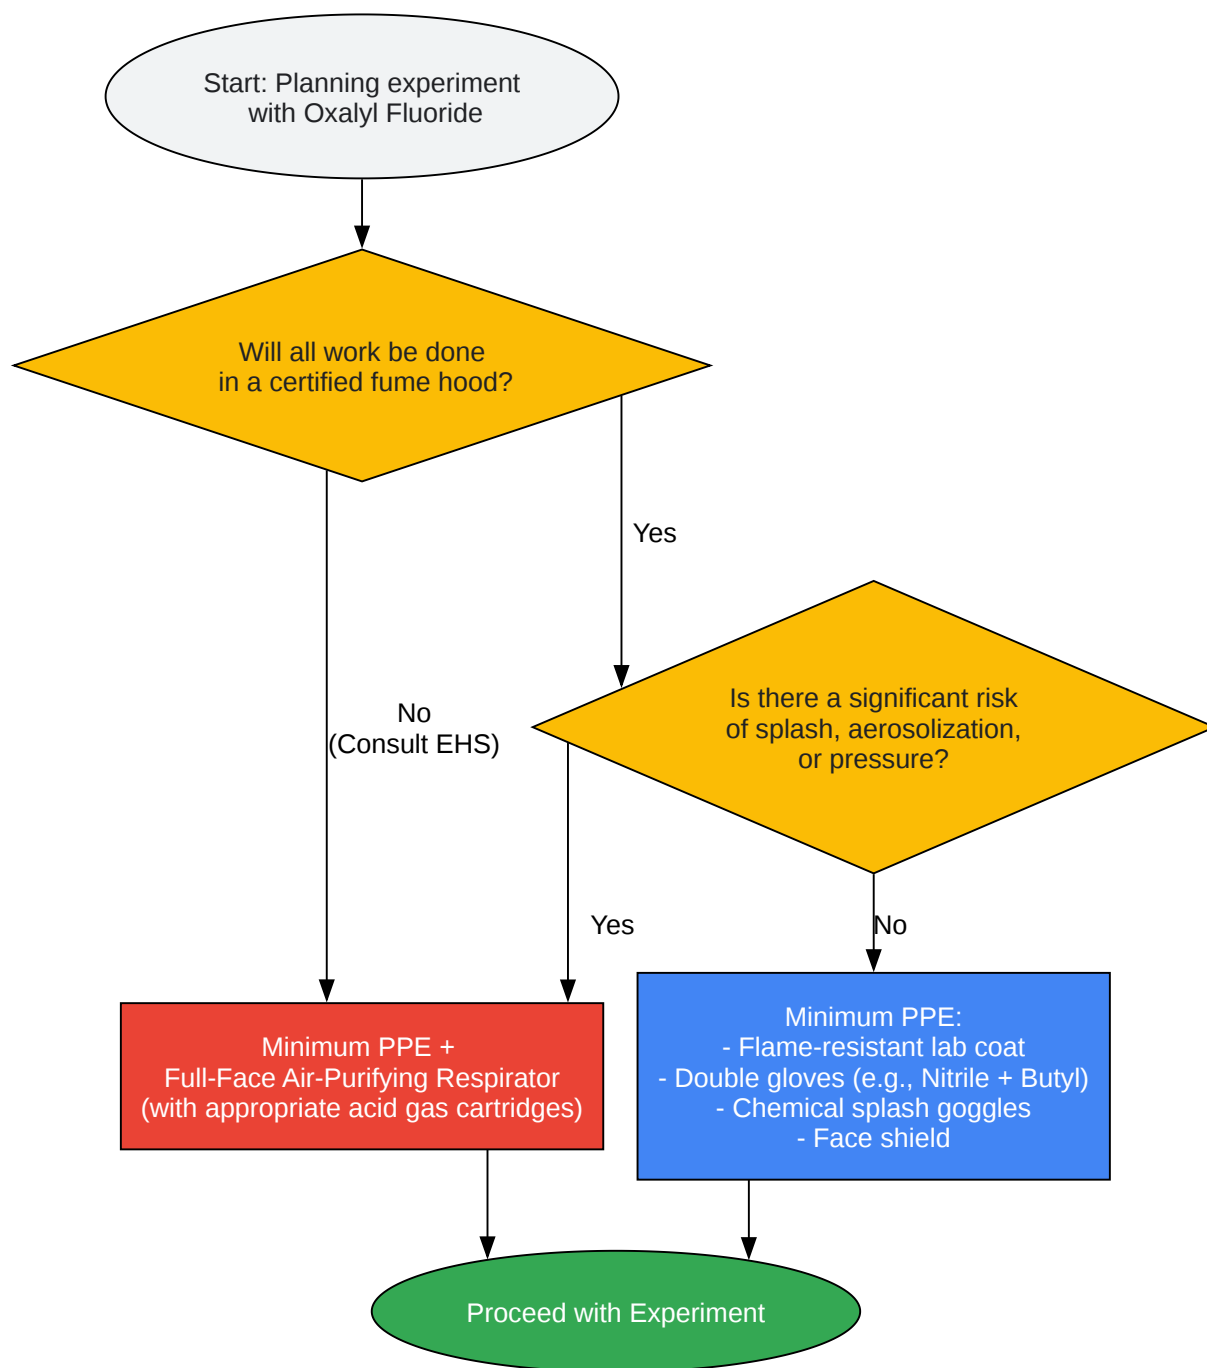 Start: Planning experiment
with Oxalyl Fluoride
Will all work be done
in a certified fume hood?
Yes
No
(Consult EHS)
Is there a significant risk
of splash, aerosolization,
or pressure?
Yes
No
Minimum PPE +
Full-Face Air-Purifying Respirator
(with appropriate acid gas cartridges)
Minimum PPE:
- Flame-resistant lab coat
- Double gloves (e.g., Nitrile + Butyl)
- Chemical splash goggles
- Face shield
Proceed with Experiment